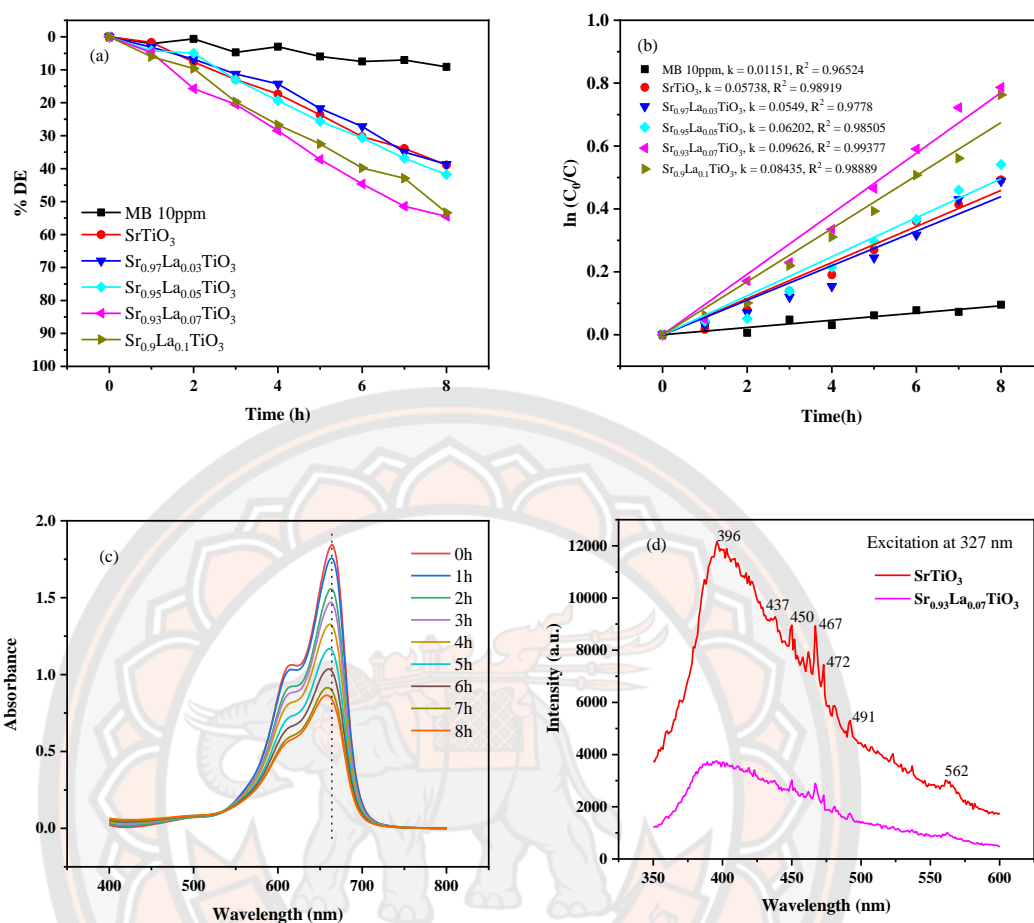 (a)
0
10
20
30
40
50
60
70
80
90
100
% DE
MB 10ppm
SrTiO₃
Sr₀.₉₇La₀.₀₃TiO₃
Sr₀.₉₅La₀.₀₅TiO₃
Sr₀.₉₃La₀.₀₇TiO₃
Sr₀.₉La₀.₁TiO₃
0 2 4 6 8
Time (h)
(b)
0.0
0.2
0.4
0.6
0.8
1.0
ln (C₀/C)
MB 10ppm, k = 0.01151, R² = 0.96524
SrTiO₃, k = 0.05738, R² = 0.98919
Sr₀.₉₇La₀.₀₃TiO₃, k = 0.0549, R² = 0.9778
Sr₀.₉₅La₀.₀₅TiO₃, k = 0.06202, R² = 0.98505
Sr₀.₉₃La₀.₀₇TiO₃, k = 0.09626, R² = 0.99377
Sr₀.₉La₀.₁TiO₃, k = 0.08435, R² = 0.98889
0 2 4 6 8
Time(h)
(c)
2.0
1.5
1.0
0.5
0.0
Absorbance
0h
1h
2h
3h
4h
5h
6h
7h
8h
400 500 600 700 800
Wavelength (nm)
(d)
Excitation at 327 nm
SrTiO₃
Sr₀.₉₃La₀.₀₇TiO₃
12000
10000
8000
6000
4000
2000
0
Intensity (a.u.)
396
437
450
467
472
491
562
350 400 450 500 550 600
Wavelength (nm)